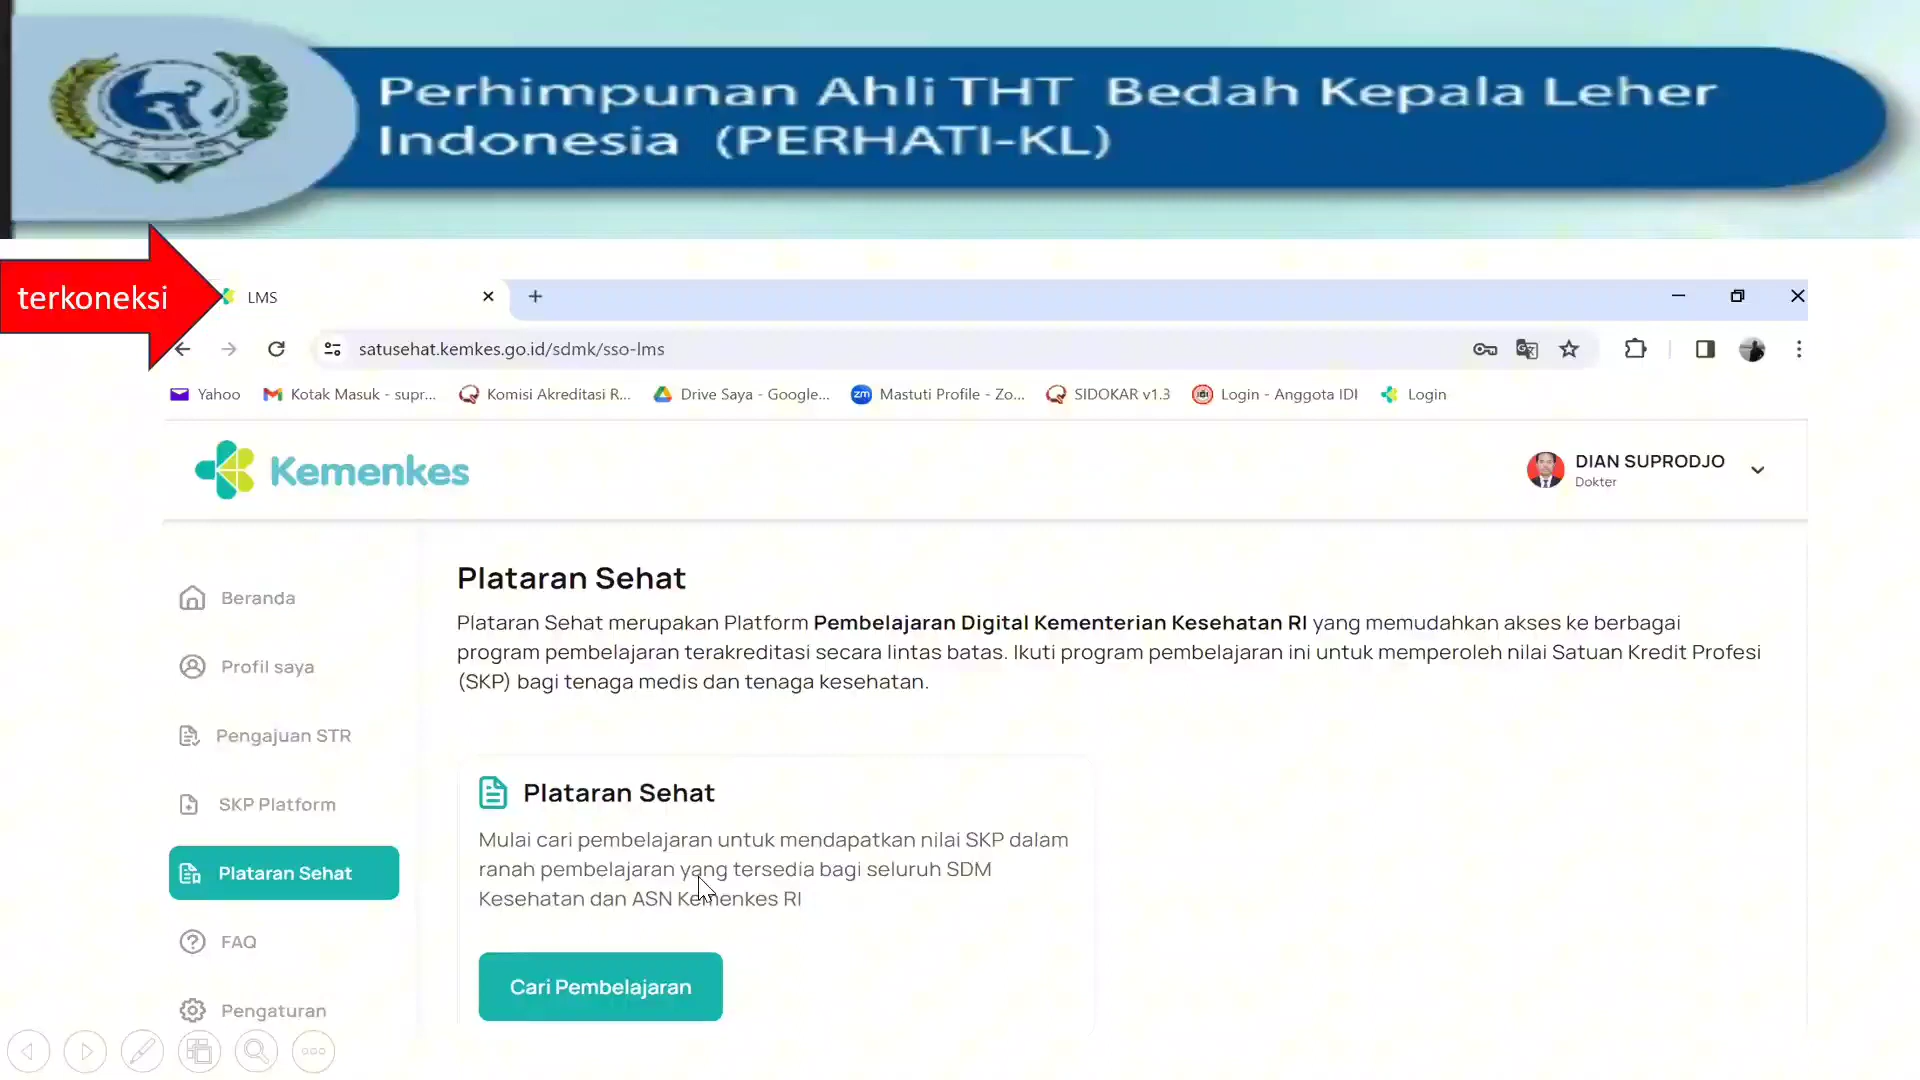 Perhimpunan Ahli THT Bedah Kepala Leher
Indonesia (PERHATI-KL)
terkoneksi
LMS
satusehat.kemkes.go.id/sdmk/sso-lms
Yahoo
Kotak Masuk - supr...
Komisi Akreditasi R...
Drive Saya - Google...
zm
Mastuti Profile - Zo...
SIDOKAR v1.3
Login - Anggota IDI
Login
Kemenkes
DIAN SUPRODJO
Dokter
Beranda
Profil saya
Pengajuan STR
SKP Platform
Plataran Sehat
FAQ
Pengaturan
Plataran Sehat
Plataran Sehat merupakan Platform Pembelajaran Digital Kementerian Kesehatan RI yang memudahkan akses ke berbagai
program pembelajaran terakreditasi secara lintas batas. Ikuti program pembelajaran ini untuk memperoleh nilai Satuan Kredit Profesi
(SKP) bagi tenaga medis dan tenaga kesehatan.
Plataran Sehat
Mulai cari pembelajaran untuk mendapatkan nilai SKP dalam
ranah pembelajaran yang tersedia bagi seluruh SDM
Kesehatan dan ASN Kemenkes RI
Cari Pembelajaran